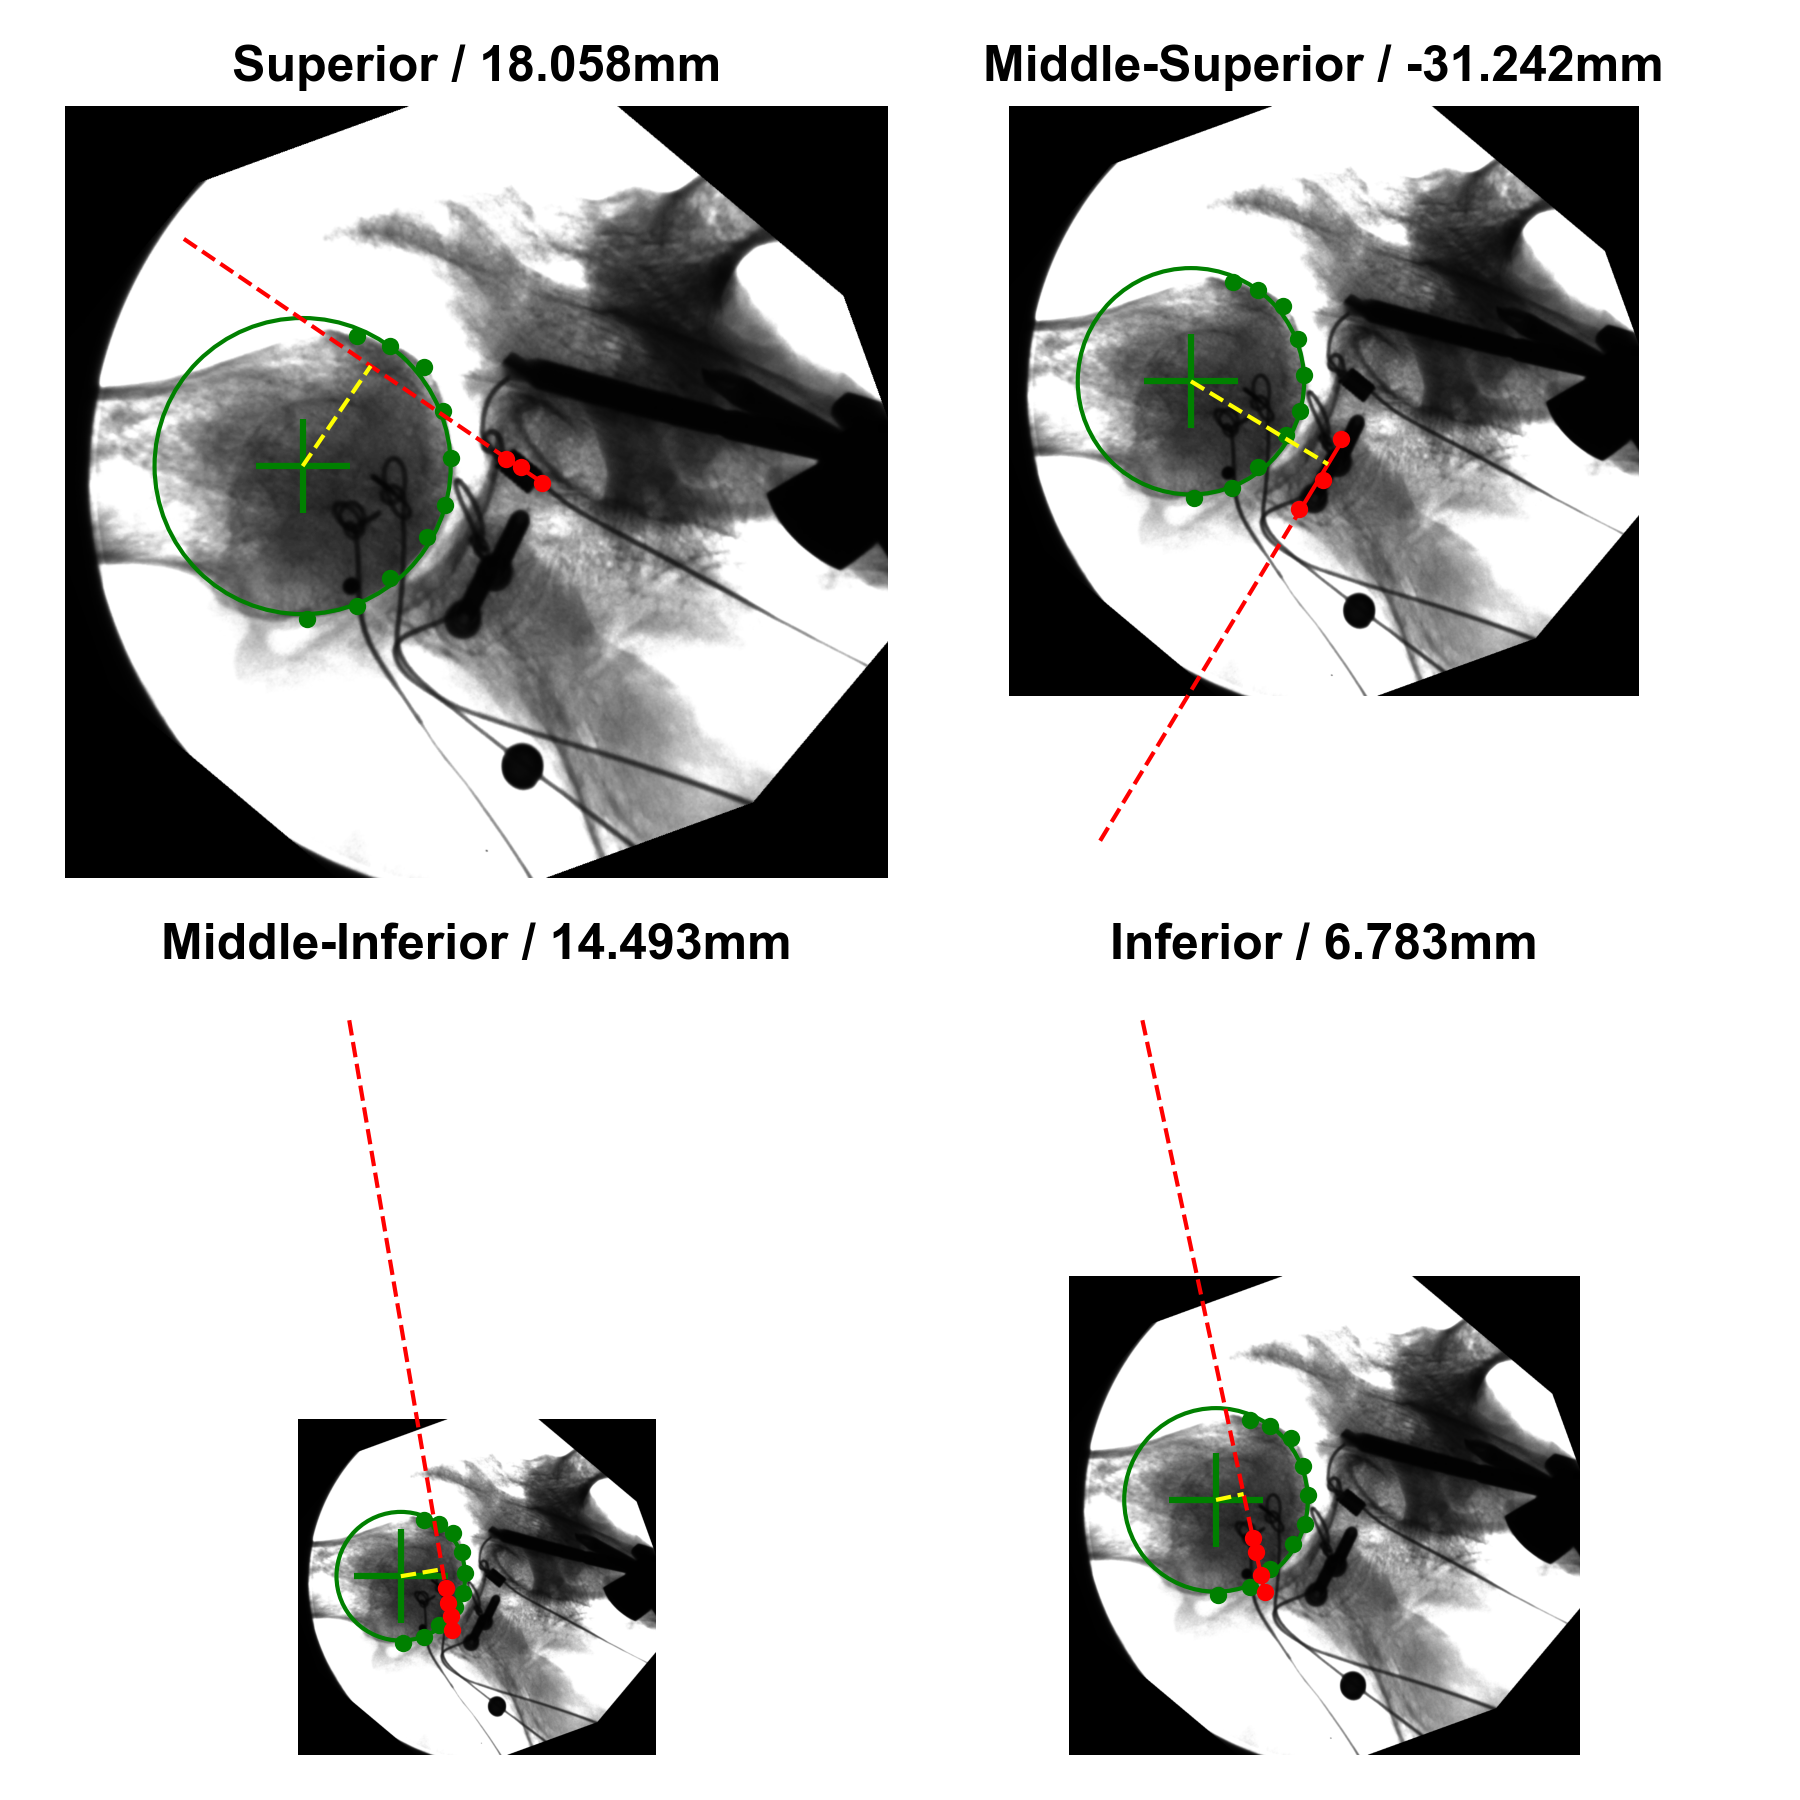 Superior / 18.058mm
Middle-Superior / -31.242mm
Middle-Inferior / 14.493mm
Inferior / 6.783mm